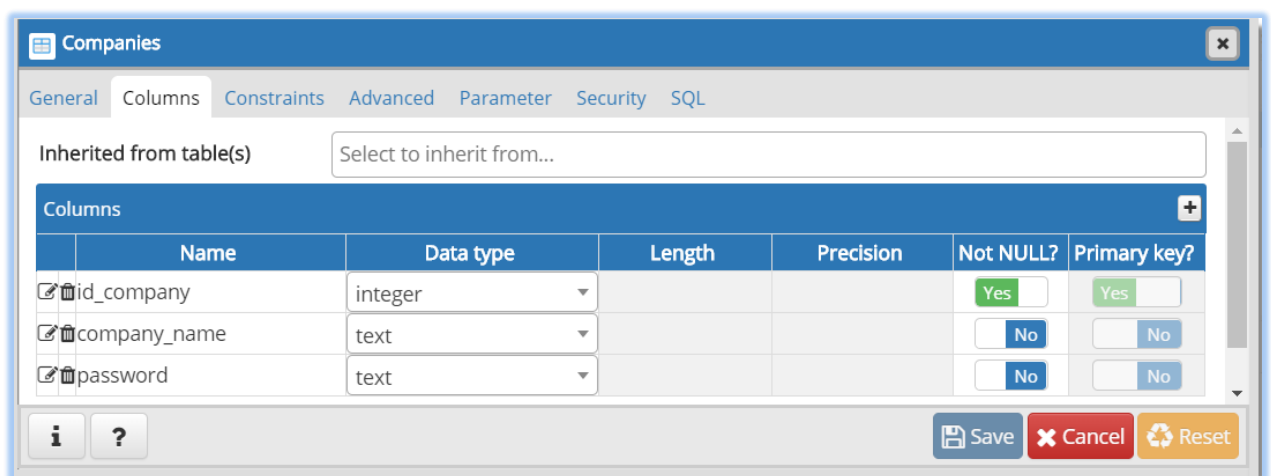 Companies
General Columns Constraints Advanced Parameter Security SQL
Inherited from table(s) Select to inherit from...
Columns
Name Data type Length Precision Not NULL? Primary key?
id_company integer Yes Yes
company_name text No No
password text No No
i ? Save Cancel Reset